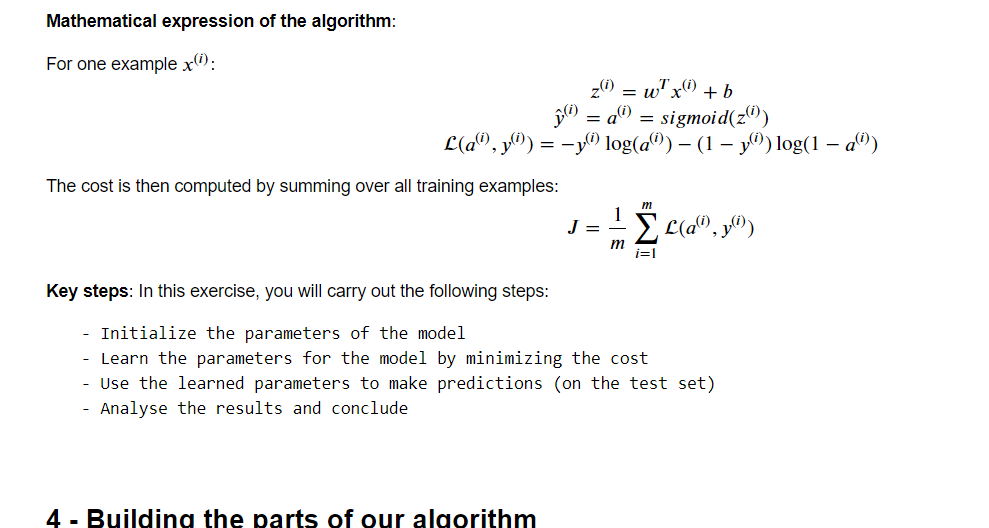 Mathematical expression of the algorithm:
For one example x^{(i)}:
z^{(i)} = w^T x^{(i)} + b
ŷ^{(i)} = a^{(i)} = sigmoid(z^{(i)})
ℒ(a^{(i)}, y^{(i)}) = −y^{(i)} log(a^{(i)}) − (1 − y^{(i)}) log(1 − a^{(i)})
The cost is then computed by summing over all training examples:
J = \frac{1}{m} \sum_{i=1}^{m} ℒ(a^{(i)}, y^{(i)})
Key steps: In this exercise, you will carry out the following steps:
- Initialize the parameters of the model
- Learn the parameters for the model by minimizing the cost
- Use the learned parameters to make predictions (on the test set)
- Analyse the results and conclude
4 - Building the parts of our algorithm